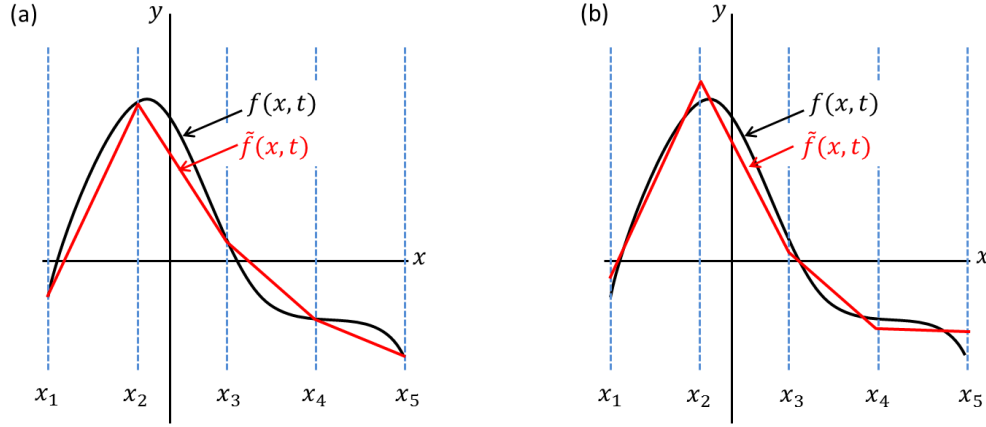 (a)
y
f(x, t)
f̃(x, t)
x
x₁
x₂
x₃
x₄
x₅
(b)
y
f(x, t)
f̃(x, t)
x
x₁
x₂
x₃
x₄
x₅